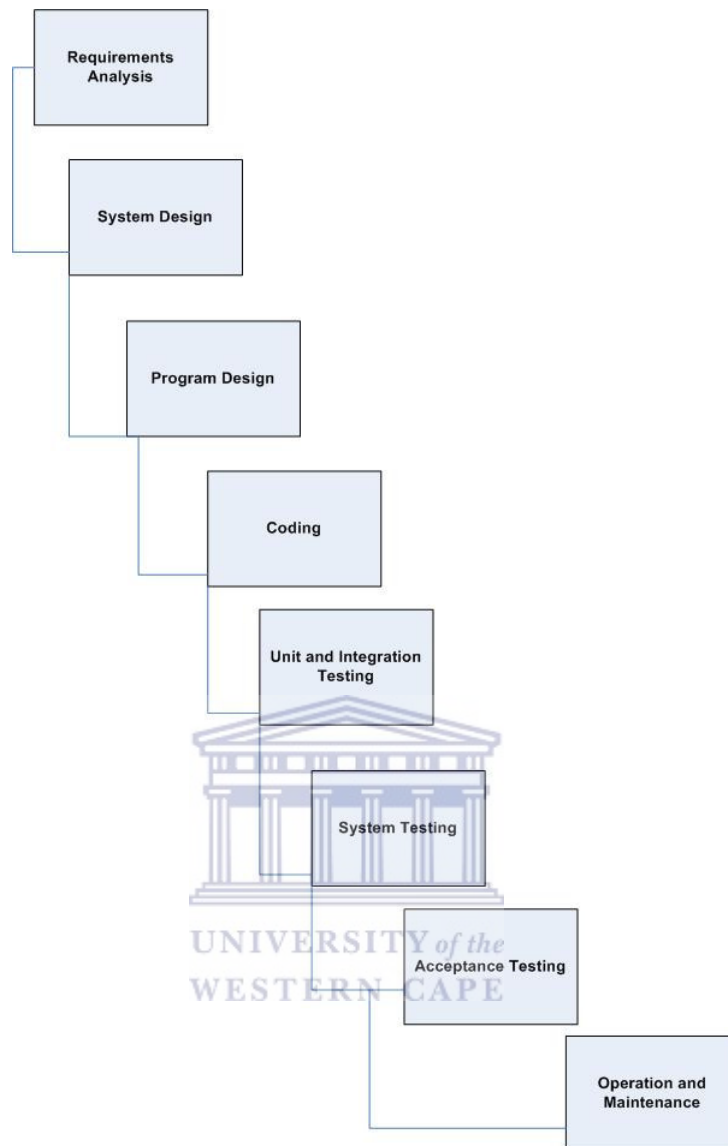 Requirements
Analysis
System Design
Program Design
Coding
Unit and Integration
Testing
System Testing
UNIVERSITY of the
WESTERN CAPE
Acceptance Testing
Operation and
Maintenance